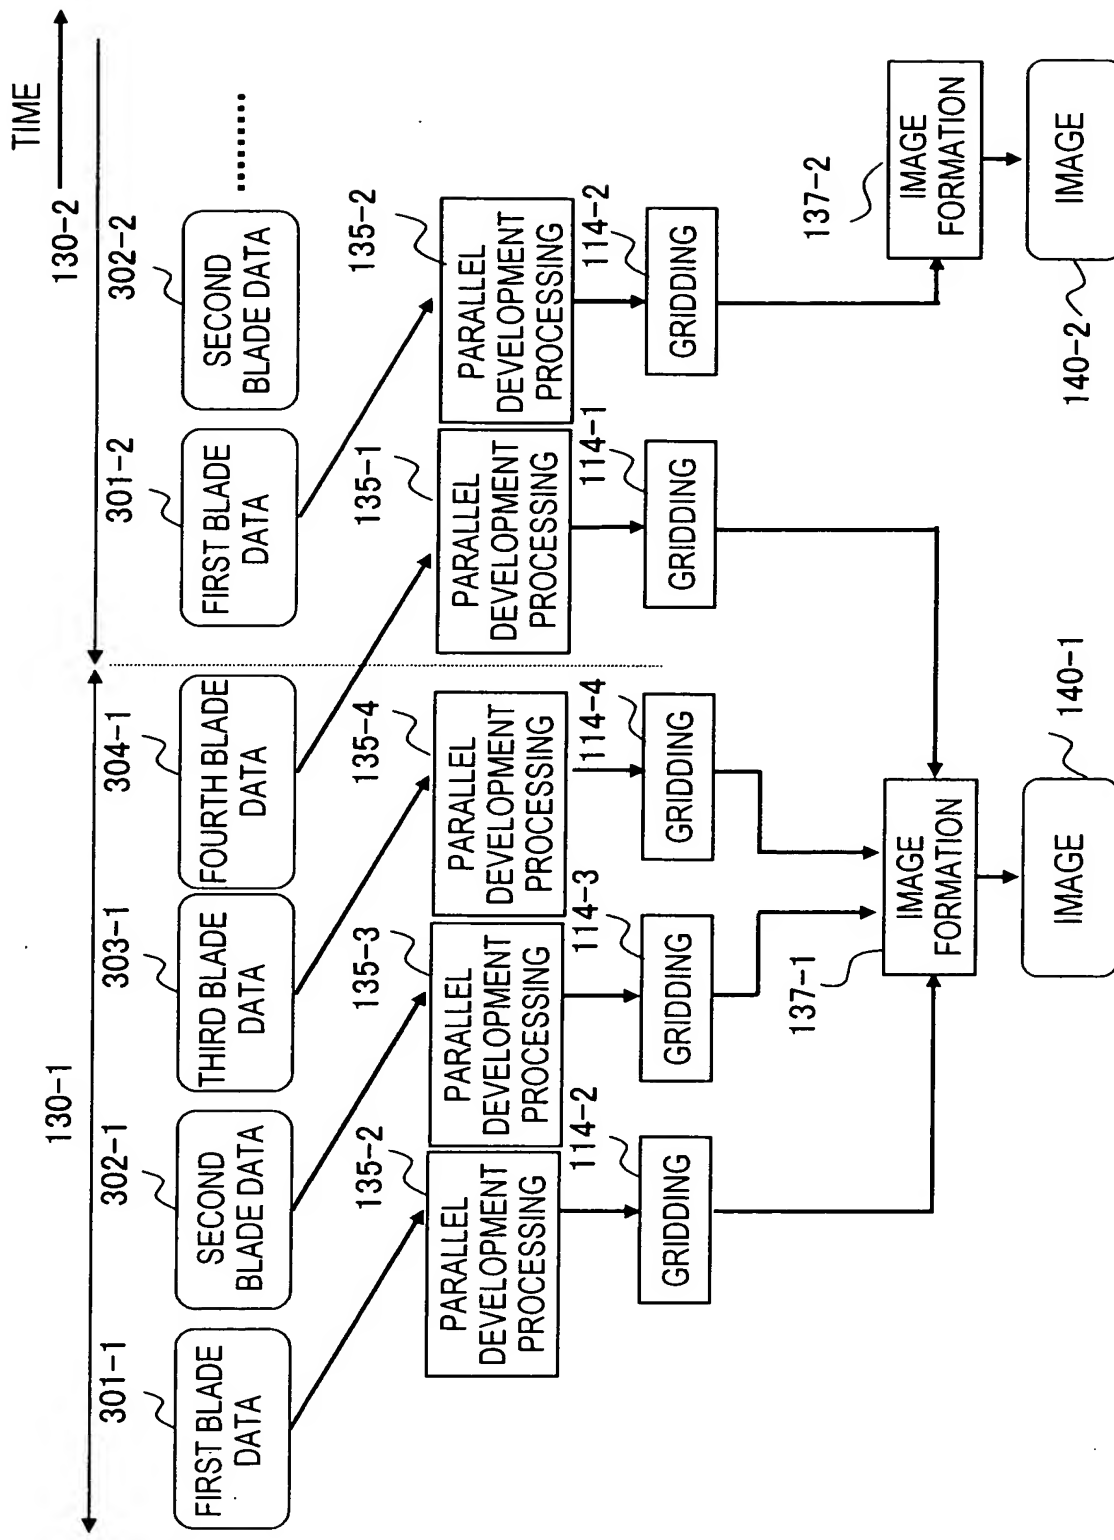 TIME
130-1
130-2
301-1
302-1
303-1
304-1
301-2
302-2
FIRST BLADE
DATA
SECOND
BLADE DATA
THIRD BLADE
DATA
FOURTH BLADE
DATA
FIRST BLADE
DATA
SECOND
BLADE DATA
........
135-2
135-3
135-4
135-1
135-2
PARALLEL
DEVELOPMENT
PROCESSING
PARALLEL
DEVELOPMENT
PROCESSING
PARALLEL
DEVELOPMENT
PROCESSING
PARALLEL
DEVELOPMENT
PROCESSING
PARALLEL
DEVELOPMENT
PROCESSING
114-2
114-3
114-4
114-1
114-2
GRIDDING
GRIDDING
GRIDDING
GRIDDING
GRIDDING
137-1
137-2
IMAGE
FORMATION
IMAGE
FORMATION
IMAGE
140-1
140-2
IMAGE